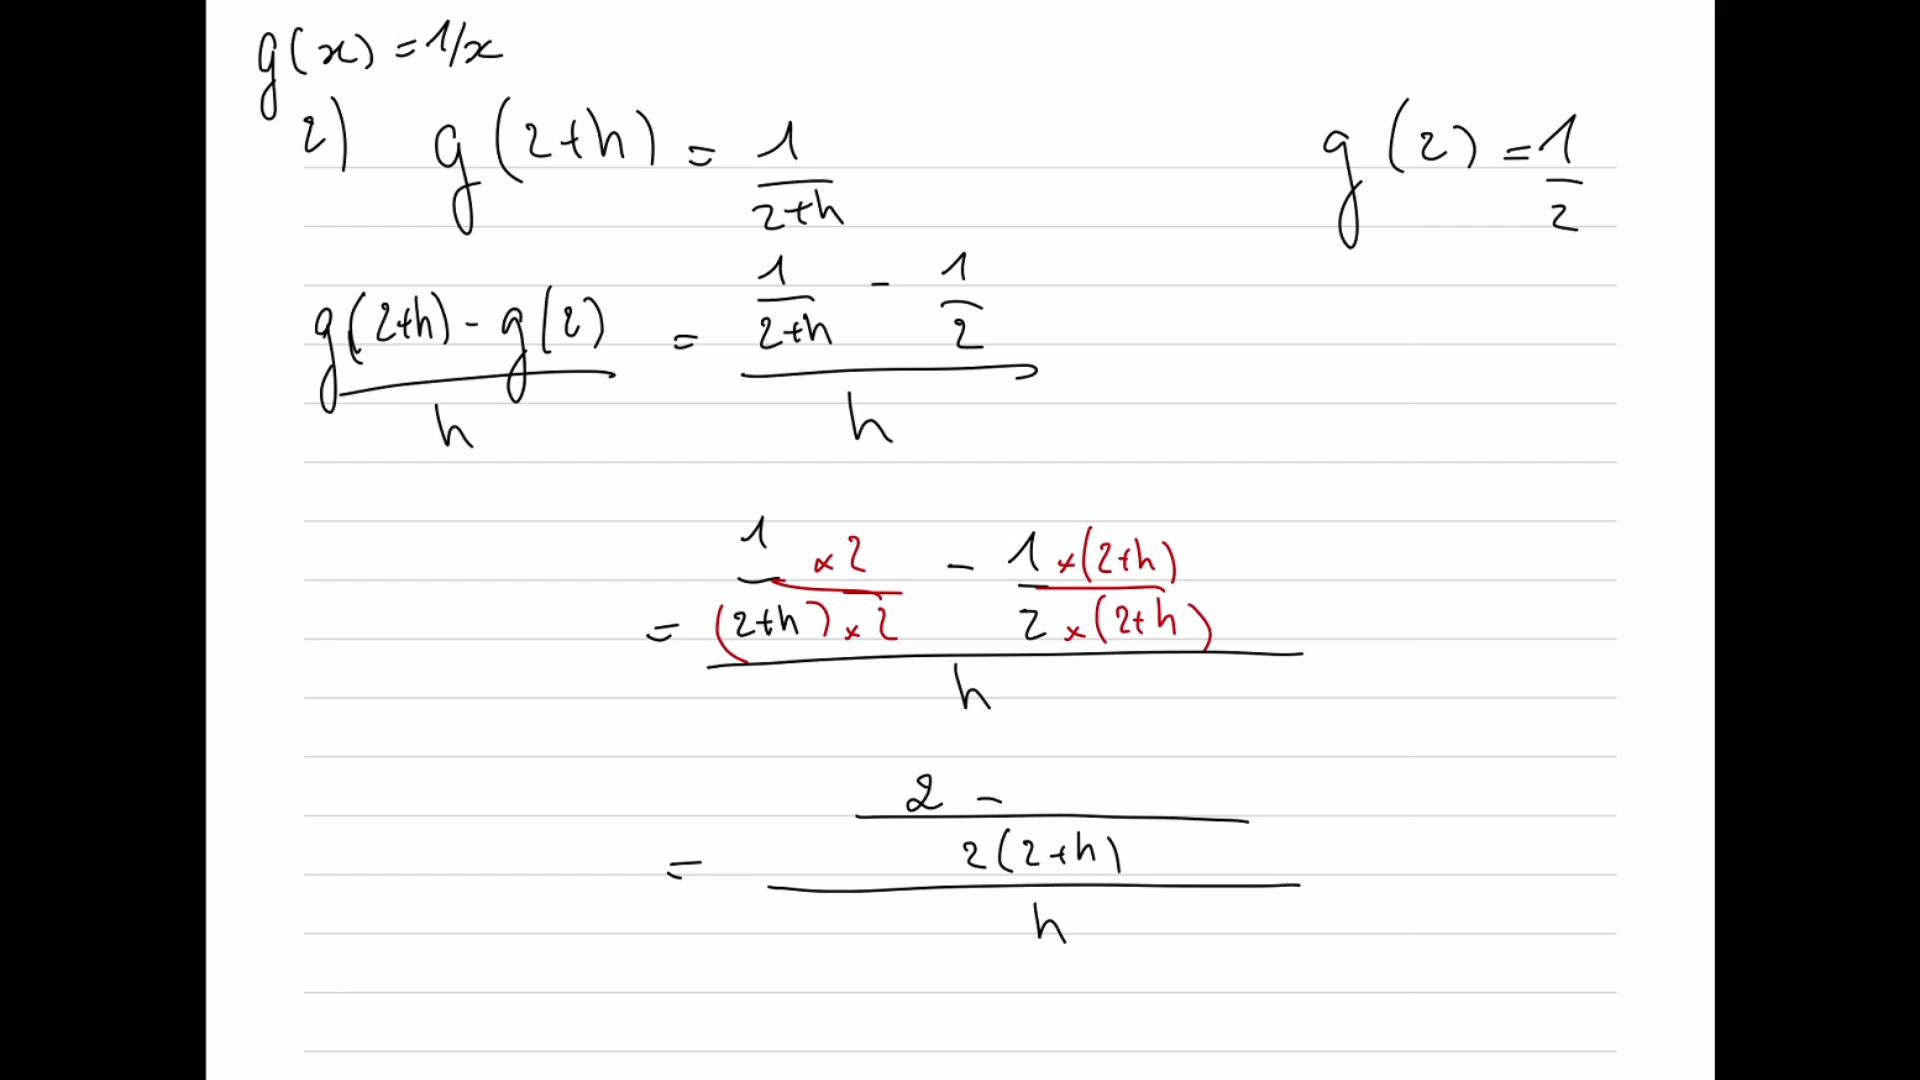 g(x) = 1/x
2) g(2+h) = 1/(2+h) g(2) = 1/2
(g(2+h) - g(2))/h = (1/(2+h) - 1/2)/h
= ((1 × 2)/((2+h) × 2) - (1 × (2+h))/(2 × (2+h)))/h
= ((2 -)/(2(2+h)))/h